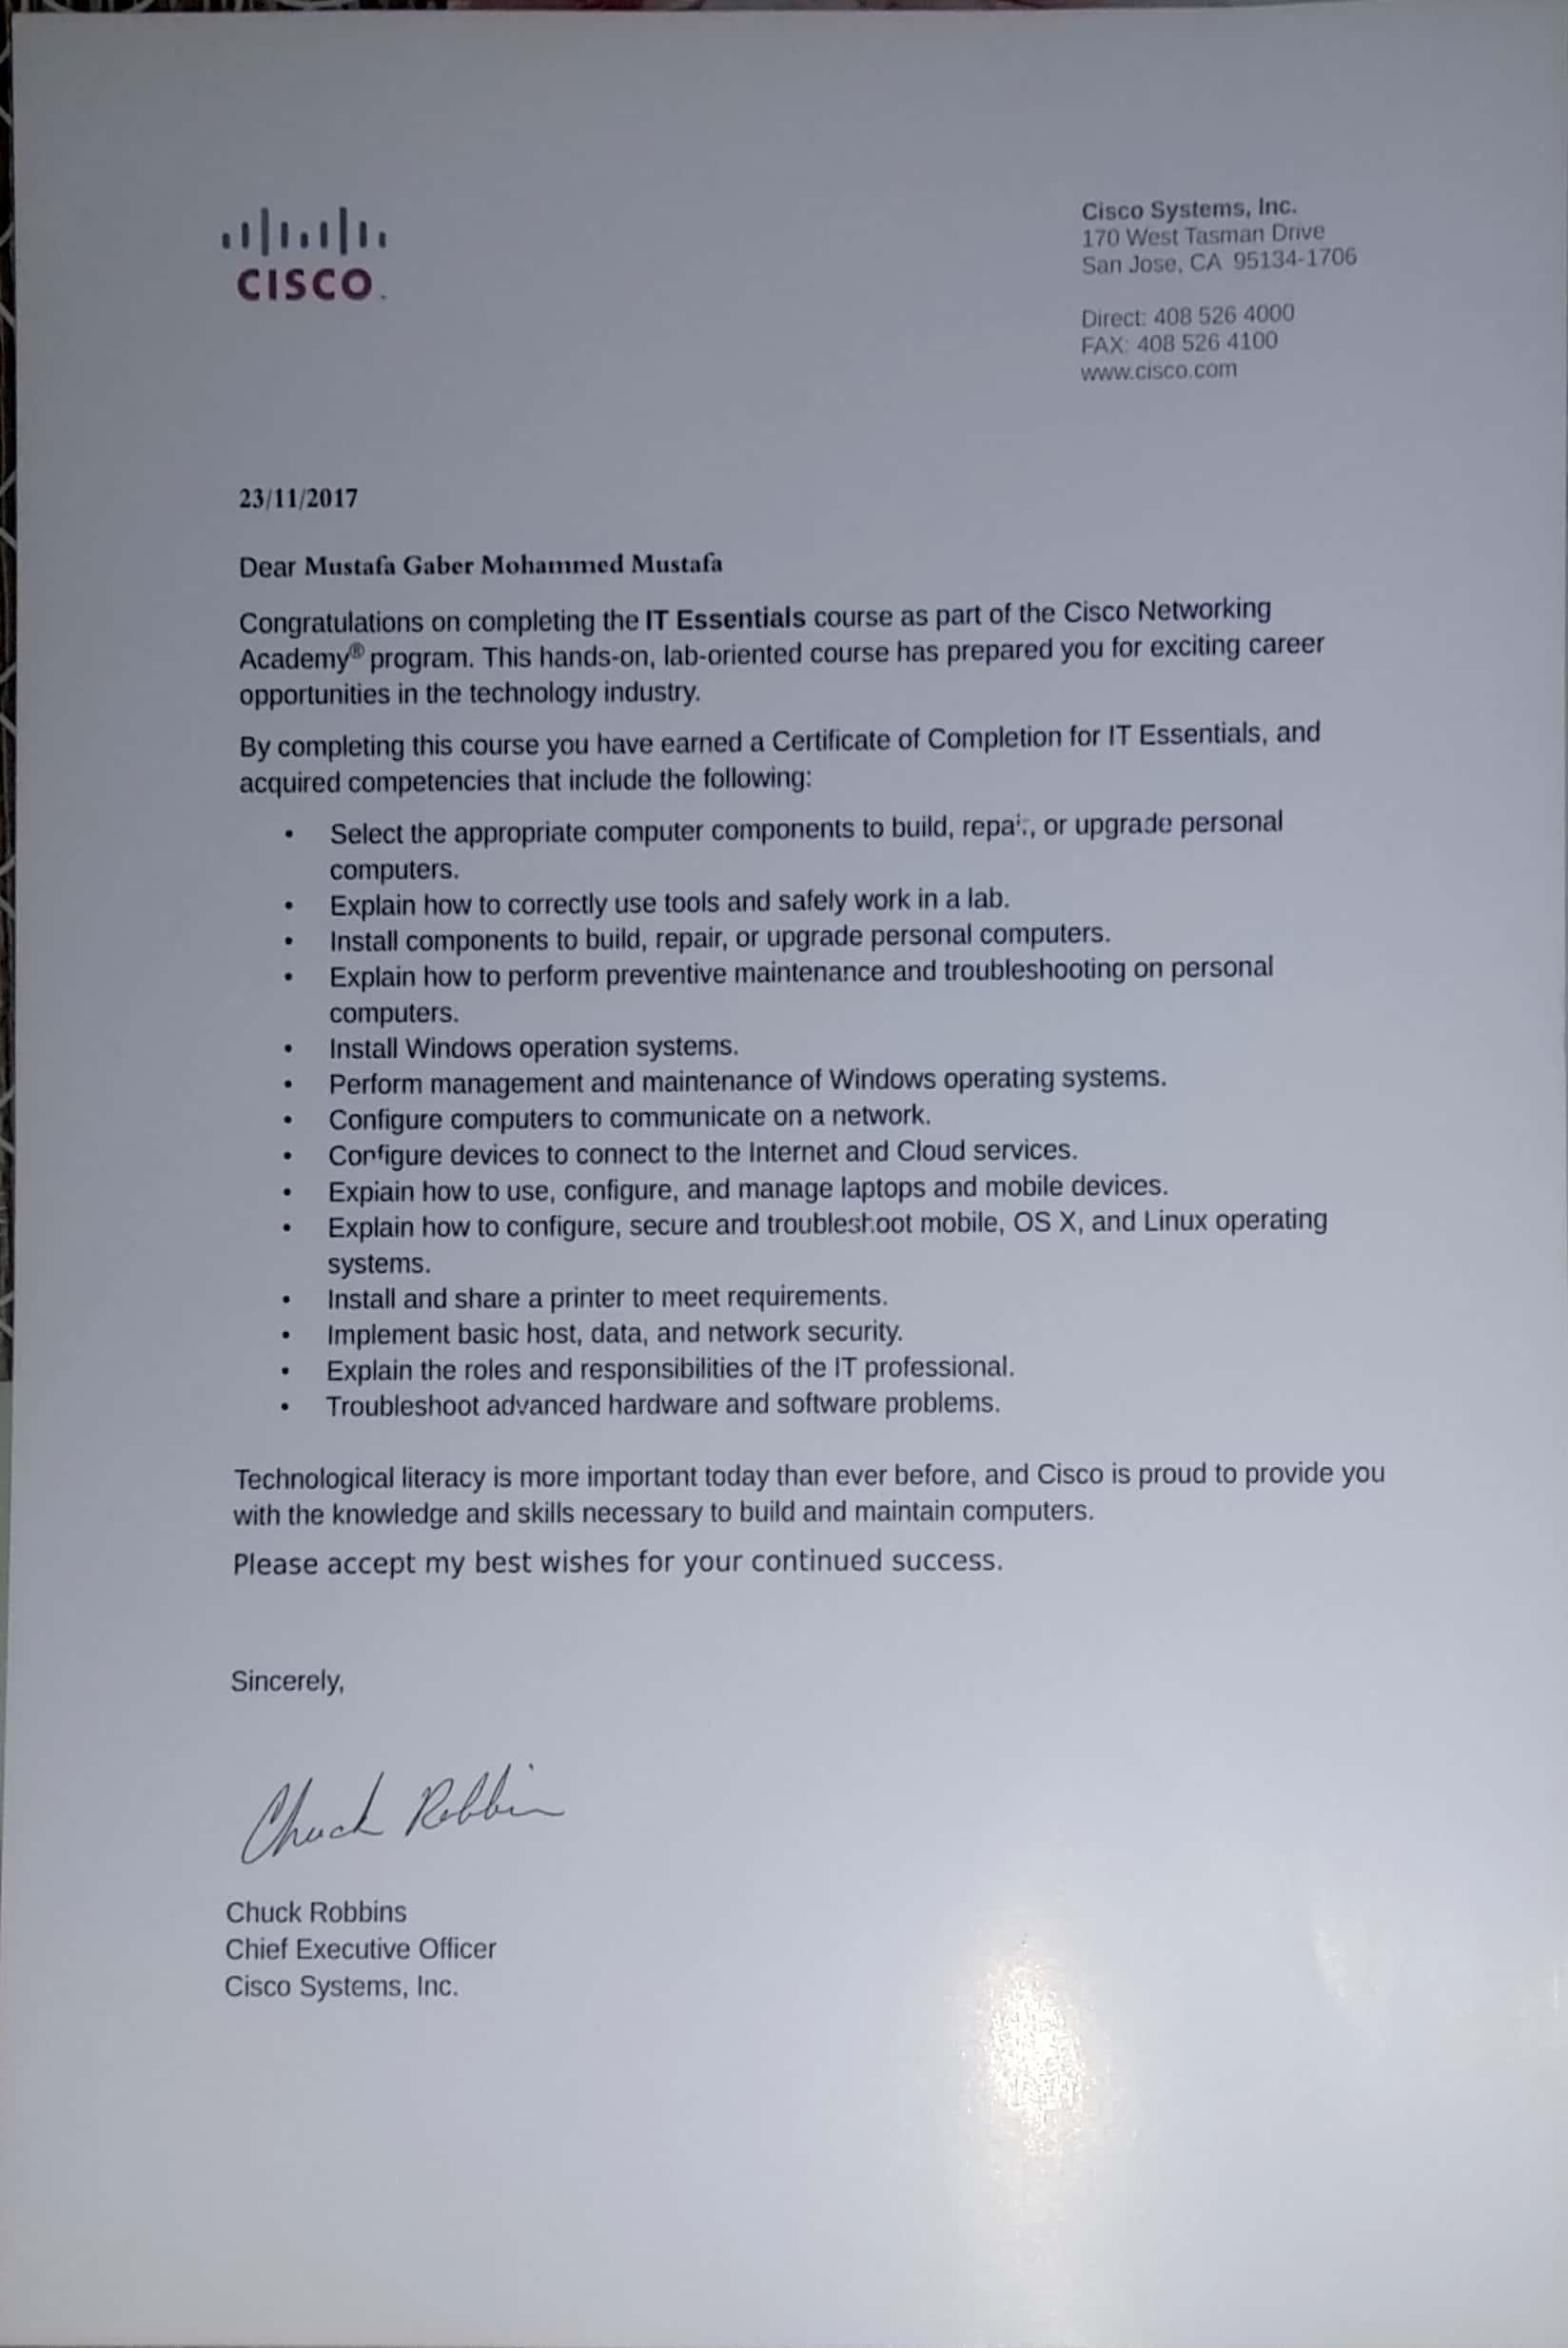 CISCO.
Cisco Systems, Inc.
170 West Tasman Drive
San Jose, CA 95134-1706
Direct: 408 526 4000
FAX: 408 526 4100
www.cisco.com
23/11/2017
Dear Mustafa Gaber Mohammed Mustafa
Congratulations on completing the IT Essentials course as part of the Cisco Networking
Academy® program. This hands-on, lab-oriented course has prepared you for exciting career
opportunities in the technology industry.
By completing this course you have earned a Certificate of Completion for IT Essentials, and
acquired competencies that include the following:
• Select the appropriate computer components to build, repair, or upgrade personal
computers.
• Explain how to correctly use tools and safely work in a lab.
• Install components to build, repair, or upgrade personal computers.
• Explain how to perform preventive maintenance and troubleshooting on personal
computers.
• Install Windows operation systems.
• Perform management and maintenance of Windows operating systems.
• Configure computers to communicate on a network.
• Configure devices to connect to the Internet and Cloud services.
• Explain how to use, configure, and manage laptops and mobile devices.
• Explain how to configure, secure and troubleshoot mobile, OS X, and Linux operating
systems.
• Install and share a printer to meet requirements.
• Implement basic host, data, and network security.
• Explain the roles and responsibilities of the IT professional.
• Troubleshoot advanced hardware and software problems.
Technological literacy is more important today than ever before, and Cisco is proud to provide you
with the knowledge and skills necessary to build and maintain computers.
Please accept my best wishes for your continued success.
Sincerely,
Chuck Robbins
Chuck Robbins
Chief Executive Officer
Cisco Systems, Inc.